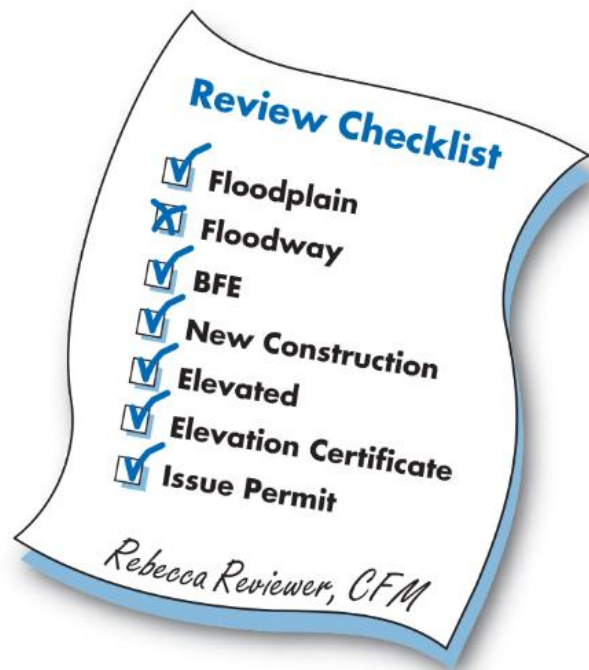 Review Checklist
Floodplain
Floodway
BFE
New Construction
Elevated
Elevation Certificate
Issue Permit
Rebecca Reviewer, CFM